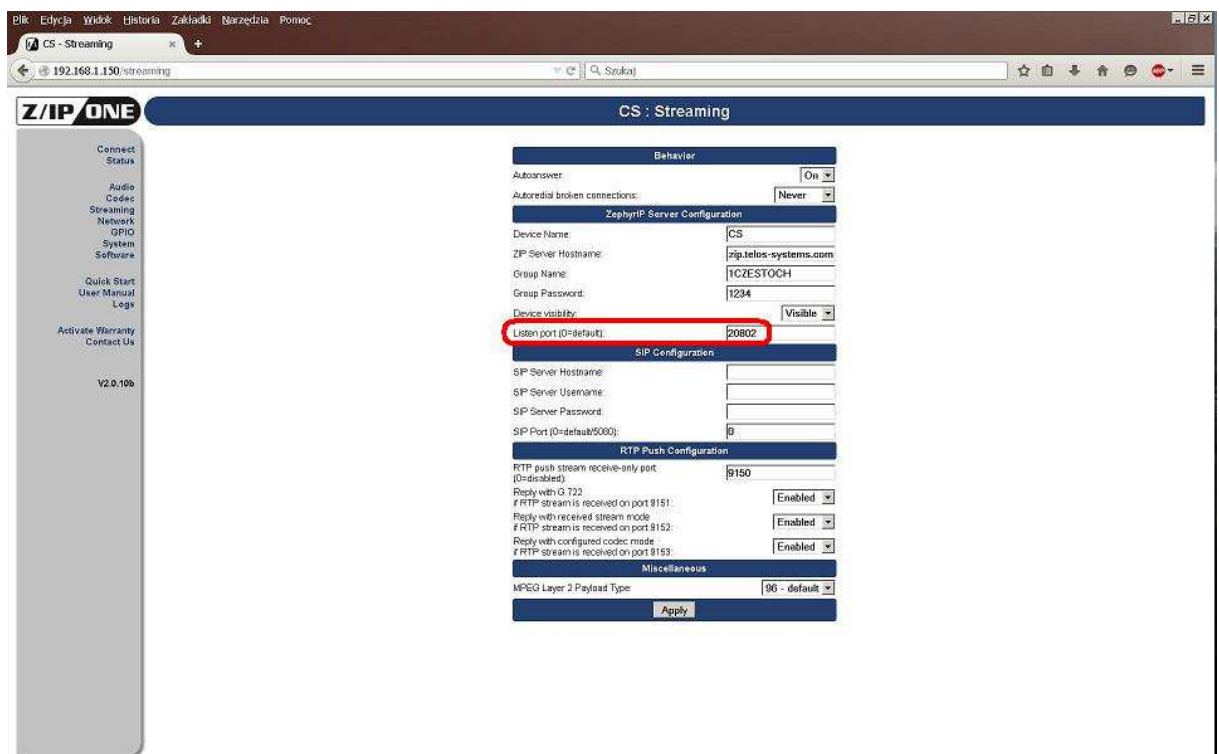 Plik Edycja Widok Historia Zakładki Narzędzia Pomoc
CS - Streaming
192.168.1.150/streaming
Szukaj
Z/IP ONE
CS : Streaming
Connect
Status
Audio
Codec
Streaming
Network
GPIO
System
Software
Quick Start
User Manual
Logs
Activate Warranty
Contact Us
V2.0.10b
Behavior
Autoanswer: On
Autoredial broken connections: Never
ZephyrIP Server Configuration
Device Name: CS
ZIP Server Hostname: zip.telos-systems.com
Group Name: 1CZESTOCH
Group Password: 1234
Device visibility: Visible
Listen port (0=default): 20802
SIP Configuration
SIP Server Hostname:
SIP Server Username:
SIP Server Password:
SIP Port (0=default/5060): 0
RTP Push Configuration
RTP push stream receive-only port
(0=disabled): 9150
Reply with G.722
if RTP stream is received on port 9151: Enabled
Reply with received stream mode
if RTP stream is received on port 9152: Enabled
Reply with configured codec mode
if RTP stream is received on port 9153: Enabled
Miscellaneous
MPEG Layer 2 Payload Type: 96 - default
Apply